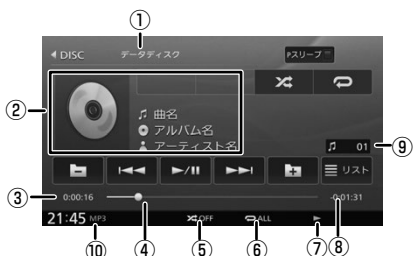 ①
DISC データディスク Pスリープ
②
曲名
アルバム名
アーティスト名
⑨
01
リスト
③ 0:00:16 -0:01:31
21:45 MP3 OFF ALL
⑩ ④ ⑤ ⑥ ⑦ ⑧